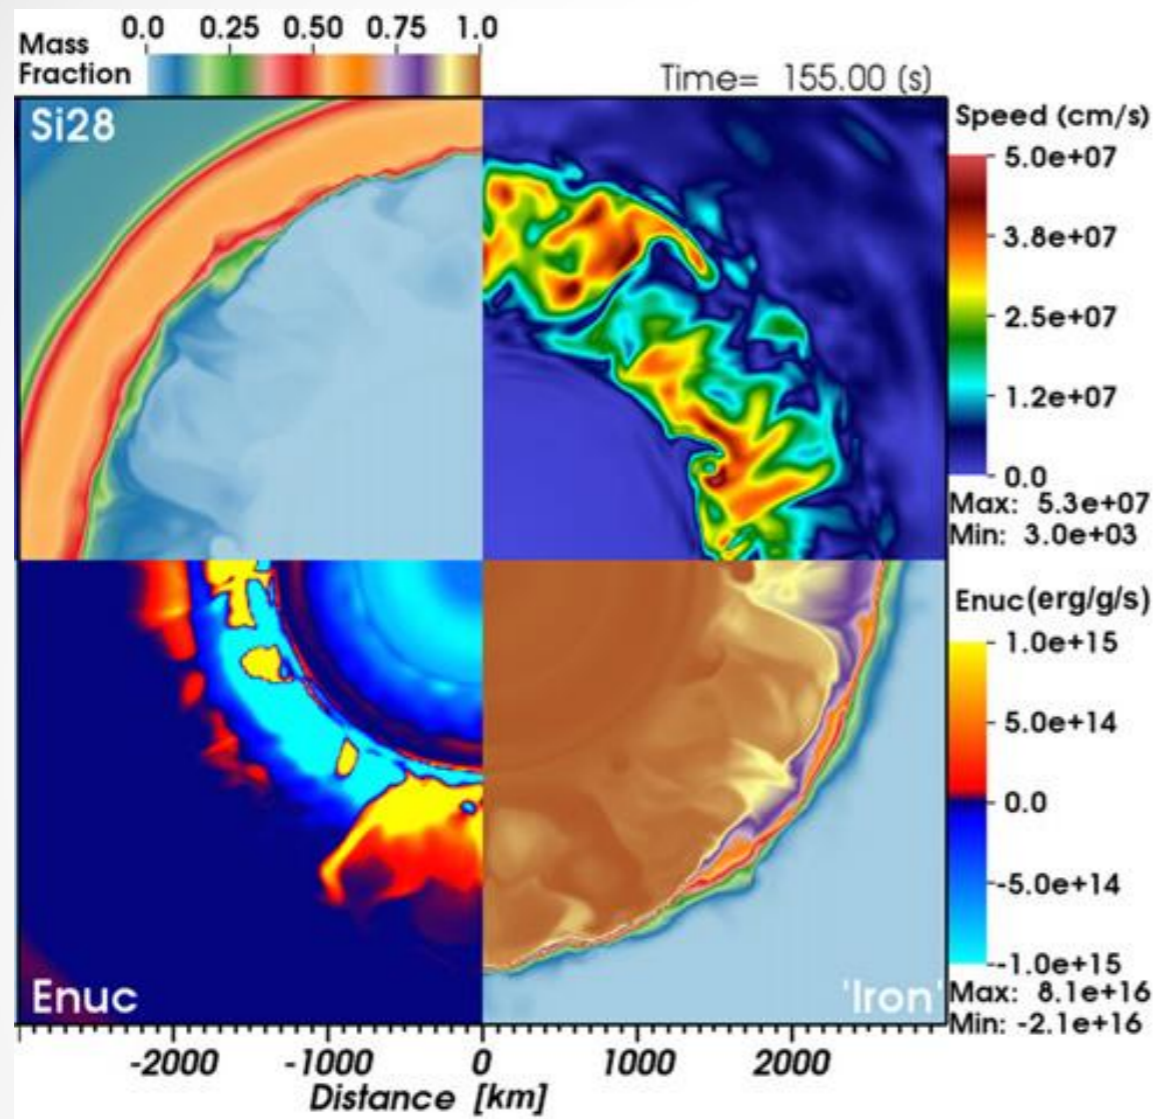 0.0 0.25 0.50 0.75 1.0
Mass
Fraction
Time= 155.00 (s)
Si28
Speed (cm/s)
5.0e+07
3.8e+07
2.5e+07
1.2e+07
0.0
Max: 5.3e+07
Min: 3.0e+03
Enuc(erg/g/s)
1.0e+15
5.0e+14
0.0
-5.0e+14
-1.0e+15
Max: 8.1e+16
Min: -2.1e+16
Enuc
'Iron'
-2000 -1000 0 1000 2000
Distance [km]